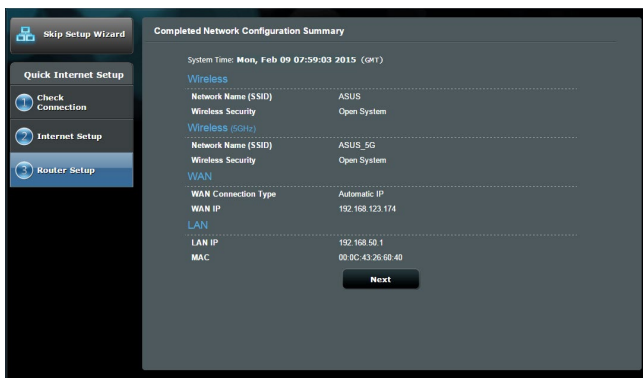 Skip Setup Wizard
Quick Internet Setup
1 Check Connection
2 Internet Setup
3 Router Setup
Completed Network Configuration Summary
System Time: Mon, Feb 09 07:59:03 2015 (GMT)
Wireless
Network Name (SSID) ASUS
Wireless Security Open System
Wireless (5GHz)
Network Name (SSID) ASUS_5G
Wireless Security Open System
WAN
WAN Connection Type Automatic IP
WAN IP 192.168.123.174
LAN
LAN IP 192.168.50.1
MAC 00:0C:43:26:60:40
Next